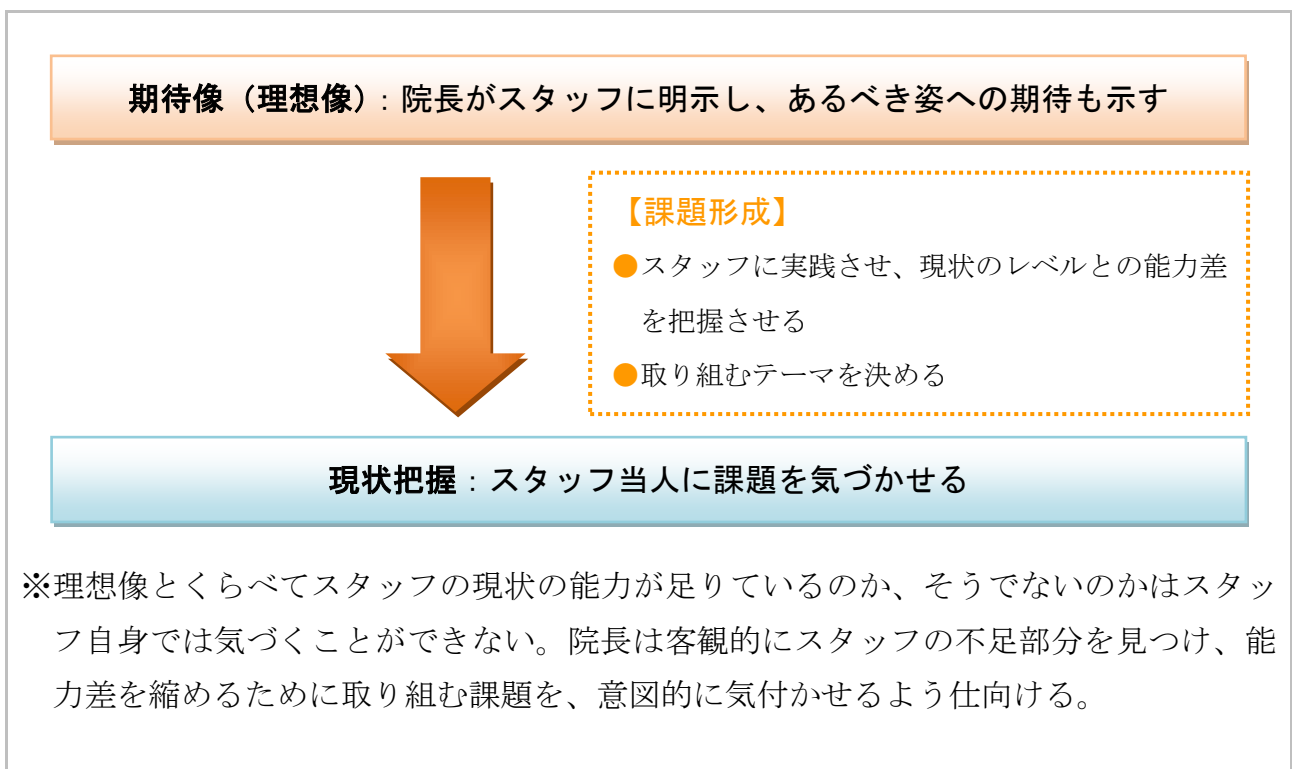 期待像（理想像）：院長がスタッフに明示し、あるべき姿への期待も示す
【課題形成】
●スタッフに実践させ、現状のレベルとの能力差
を把握させる
●取り組むテーマを決める
現状把握：スタッフ当人に課題を気づかせる
※理想像とくらべてスタッフの現状の能力が足りているのか、そうでないのかはスタッ
フ自身では気づくことができない。院長は客観的にスタッフの不足部分を見つけ、能
力差を縮めるために取り組む課題を、意図的に気付かせるよう仕向ける。